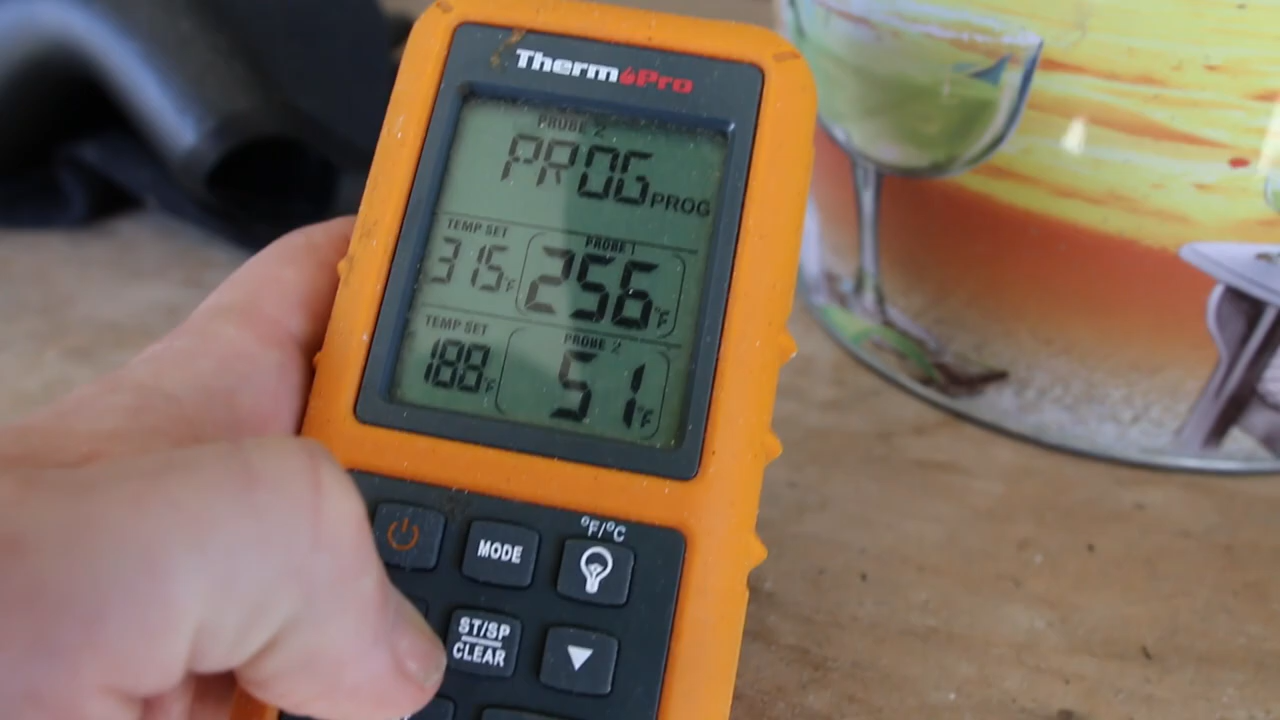 ThermoPro
PROBE 2
PROG PROG
TEMP SET PROBE 1
315°F 256°F
TEMP SET PROBE 2
188°F 51°F
°F/°C
MODE
ST/SP
CLEAR